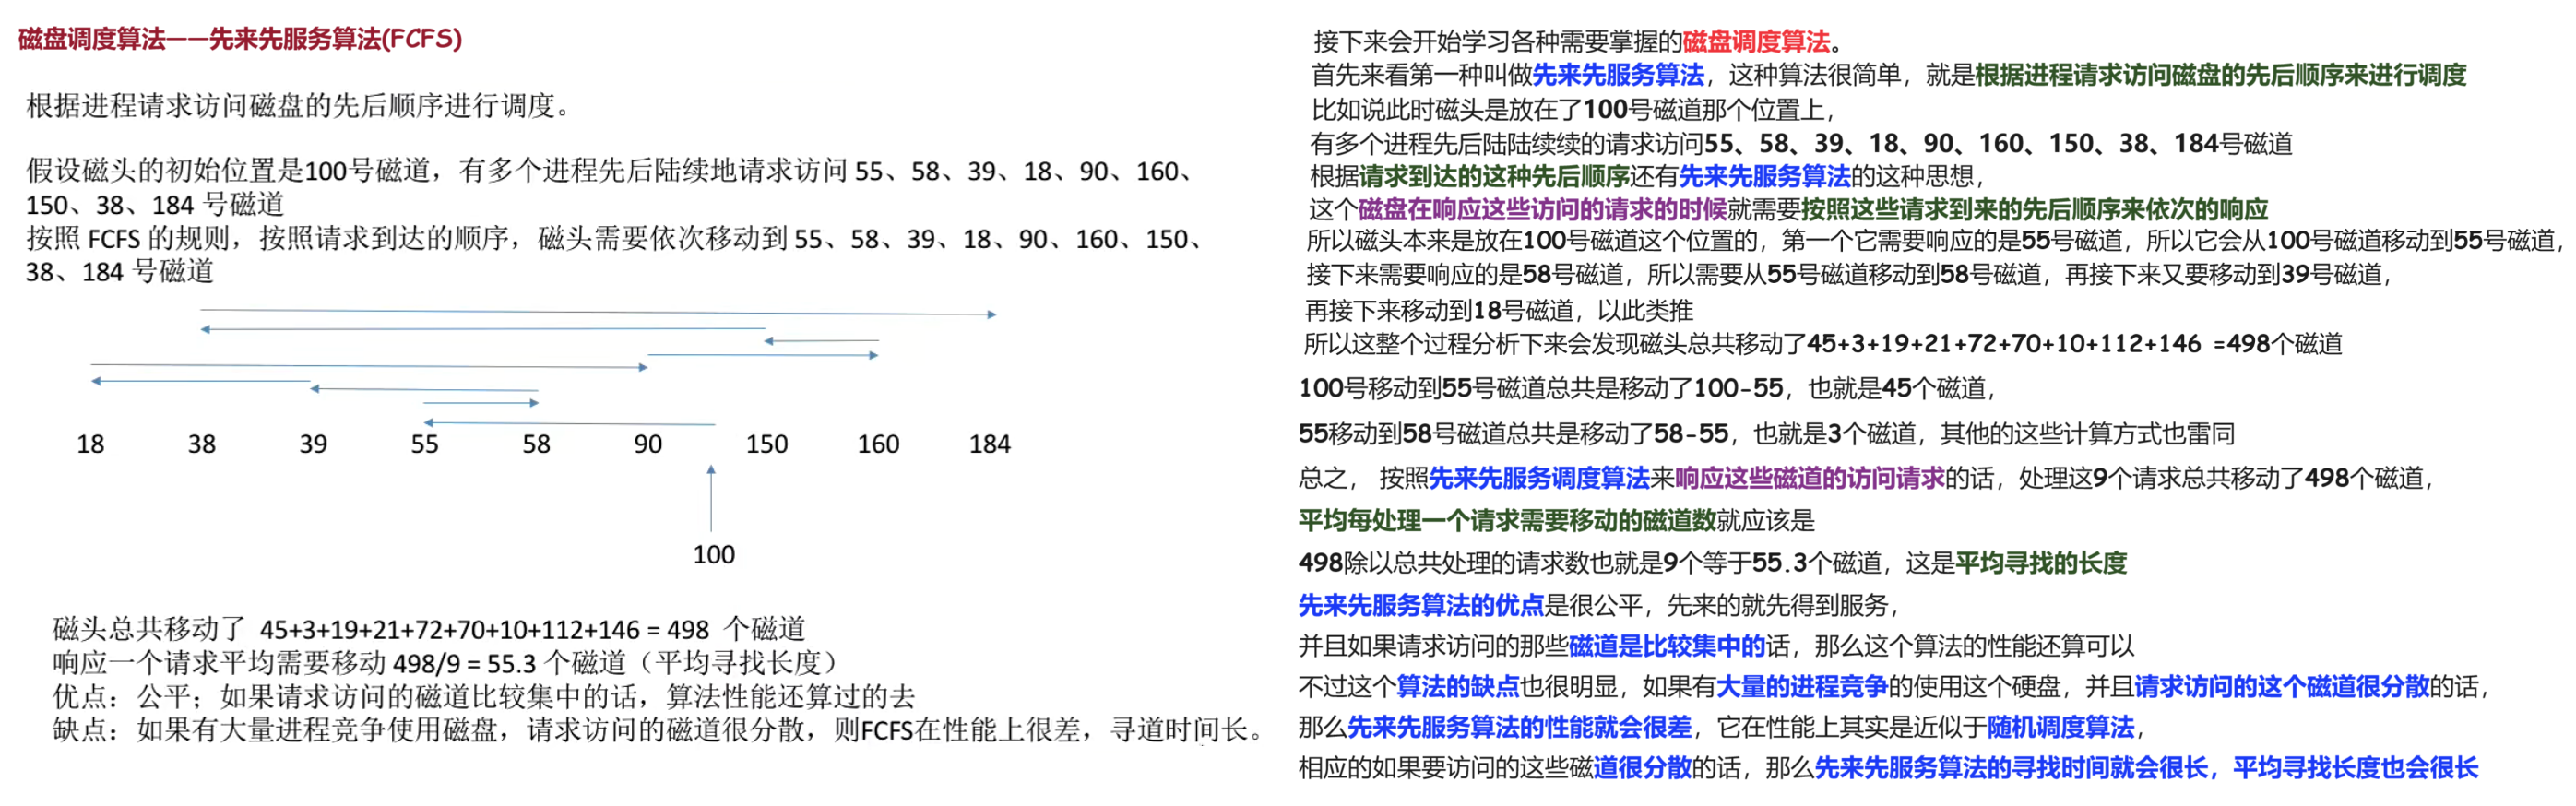 磁盘调度算法——先来先服务算法(FCFS)
根据进程请求访问磁盘的先后顺序进行调度。
假设磁头的初始位置是100号磁道，有多个进程先后陆续地请求访问 55、58、39、18、90、160、
150、38、184 号磁道
按照 FCFS 的规则，按照请求到达的顺序，磁头需要依次移动到 55、58、39、18、90、160、150、
38、184 号磁道
18 38 39 55 58 90 150 160 184
100
磁头总共移动了 45+3+19+21+72+70+10+112+146 = 498 个磁道
响应一个请求平均需要移动 498/9 = 55.3 个磁道（平均寻找长度）
优点：公平；如果请求访问的磁道比较集中的话，算法性能还算过的去
缺点：如果有大量进程竞争使用磁盘，请求访问的磁道很分散，则FCFS在性能上很差，寻道时间长。
接下来会开始学习各种需要掌握的磁盘调度算法。
首先来看第一种叫做先来先服务算法，这种算法很简单，就是根据进程请求访问磁盘的先后顺序来进行调度
比如说此时磁头是放在了100号磁道那个位置上，
有多个进程先后陆陆续续的请求访问55、58、39、18、90、160、150、38、184号磁道
根据请求到达的这种先后顺序还有先来先服务算法的这种思想，
这个磁盘在响应这些访问的请求的时候就需要按照这些请求到来的先后顺序来依次的响应
所以磁头本来是放在100号磁道这个位置的，第一个它需要响应的是55号磁道，所以它会从100号磁道移动到55号磁道，
接下来需要响应的是58号磁道，所以需要从55号磁道移动到58号磁道，再接下来又要移动到39号磁道，
再接下来移动到18号磁道，以此类推
所以这整个过程分析下来会发现磁头总共移动了45+3+19+21+72+70+10+112+146 =498个磁道
100号移动到55号磁道总共是移动了100-55，也就是45个磁道，
55移动到58号磁道总共是移动了58-55，也就是3个磁道，其他的这些计算方式也雷同
总之， 按照先来先服务调度算法来响应这些磁道的访问请求的话，处理这9个请求总共移动了498个磁道，
平均每处理一个请求需要移动的磁道数就应该是
498除以总共处理的请求数也就是9个等于55.3个磁道，这是平均寻找的长度
先来先服务算法的优点是很公平，先来的就先得到服务，
并且如果请求访问的那些磁道是比较集中的话，那么这个算法的性能还算可以
不过这个算法的缺点也很明显，如果有大量的进程竞争的使用这个硬盘，并且请求访问的这个磁道很分散的话，
那么先来先服务算法的性能就会很差，它在性能上其实是近似于随机调度算法，
相应的如果要访问的这些磁道很分散的话，那么先来先服务算法的寻找时间就会很长，平均寻找长度也会很长